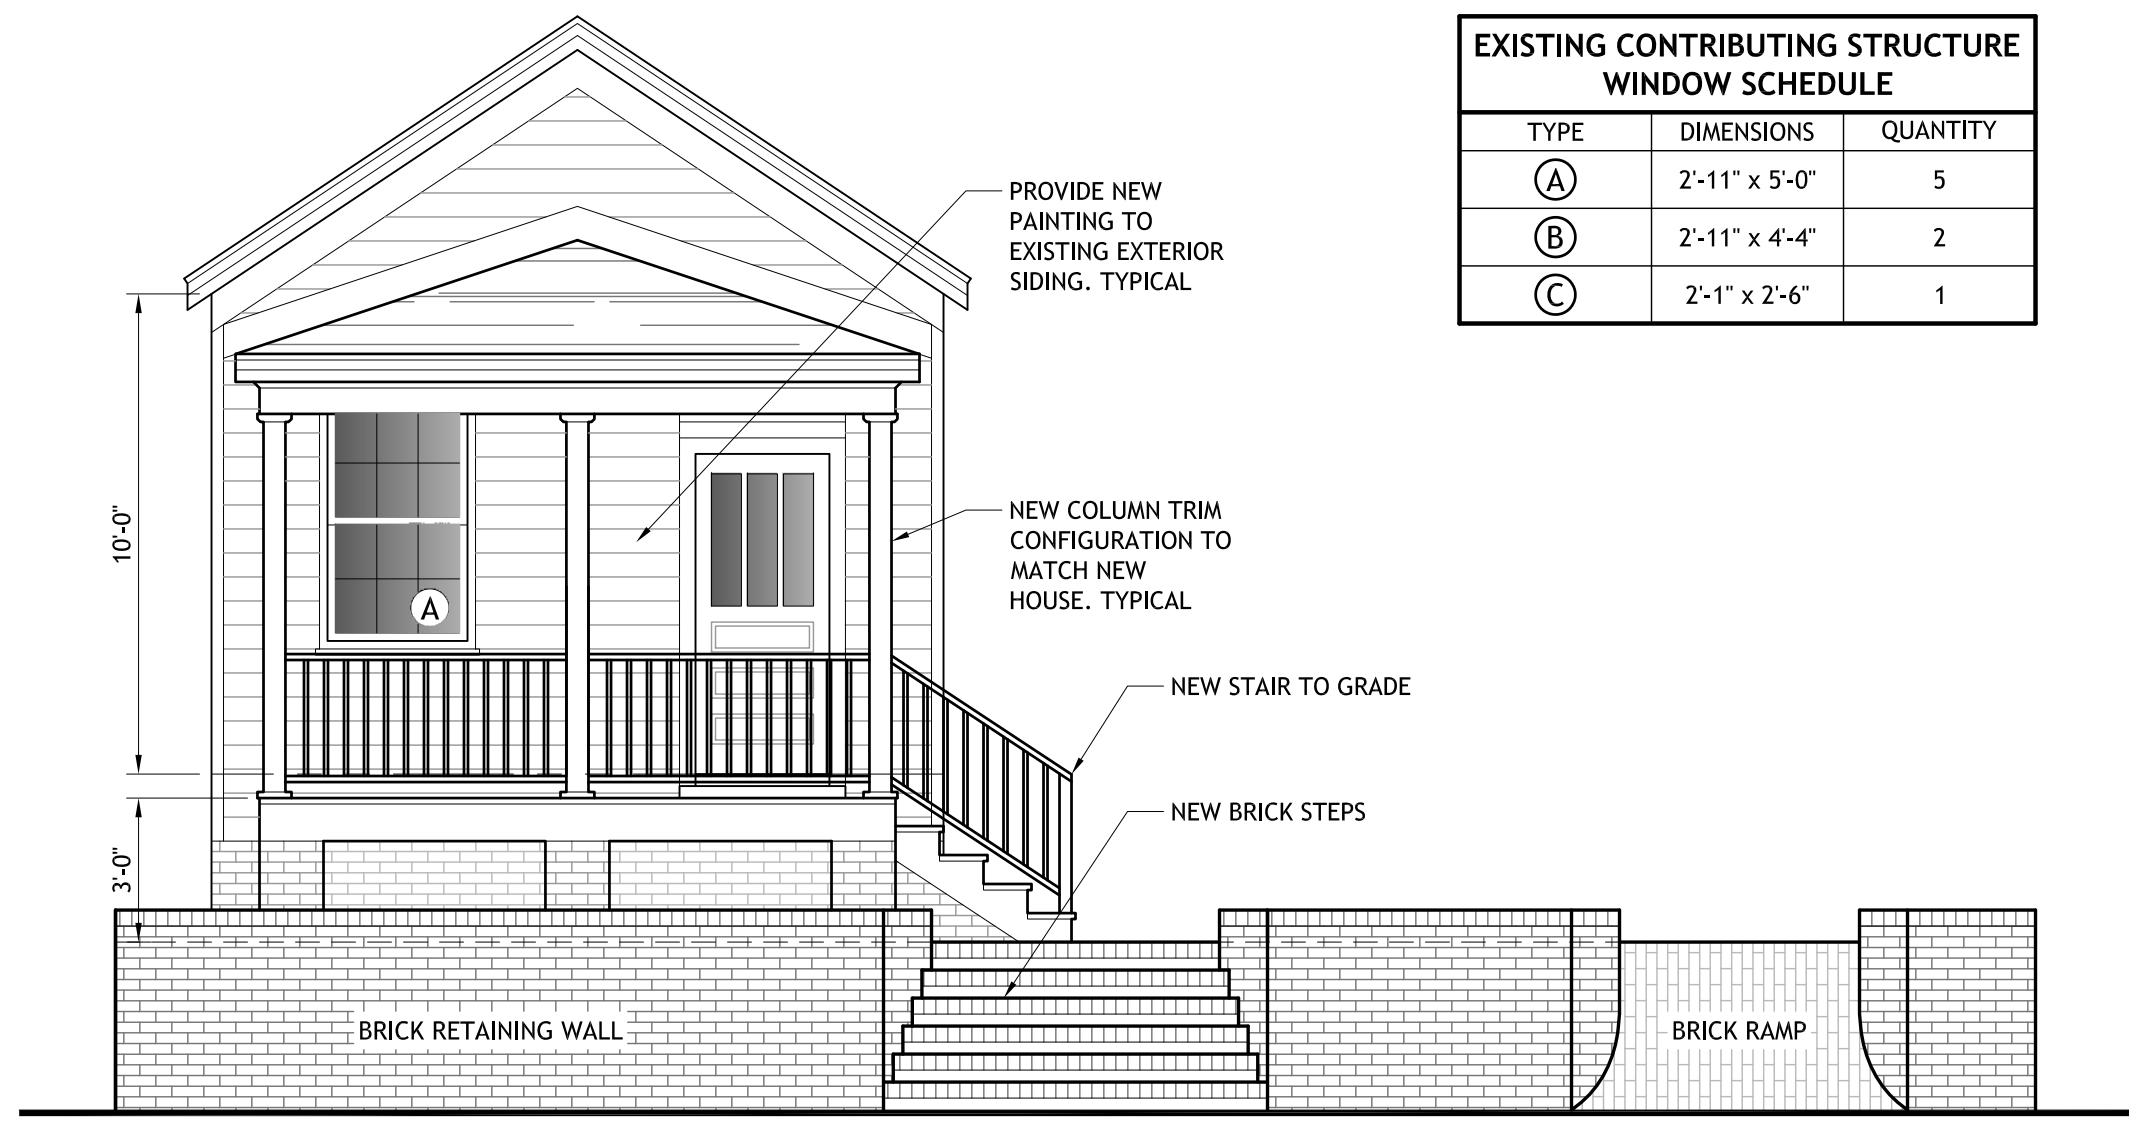 EXISTING CONTRIBUTING STRUCTURE
WINDOW SCHEDULE
TYPE DIMENSIONS QUANTITY
A 2'-11" x 5'-0" 5
B 2'-11" x 4'-4" 2
C 2'-1" x 2'-6" 1
PROVIDE NEW
PAINTING TO
EXISTING EXTERIOR
SIDING. TYPICAL
NEW COLUMN TRIM
CONFIGURATION TO
MATCH NEW
HOUSE. TYPICAL
10'-0"
A
NEW STAIR TO GRADE
NEW BRICK STEPS
3'-0"
BRICK RETAINING WALL
BRICK RAMP